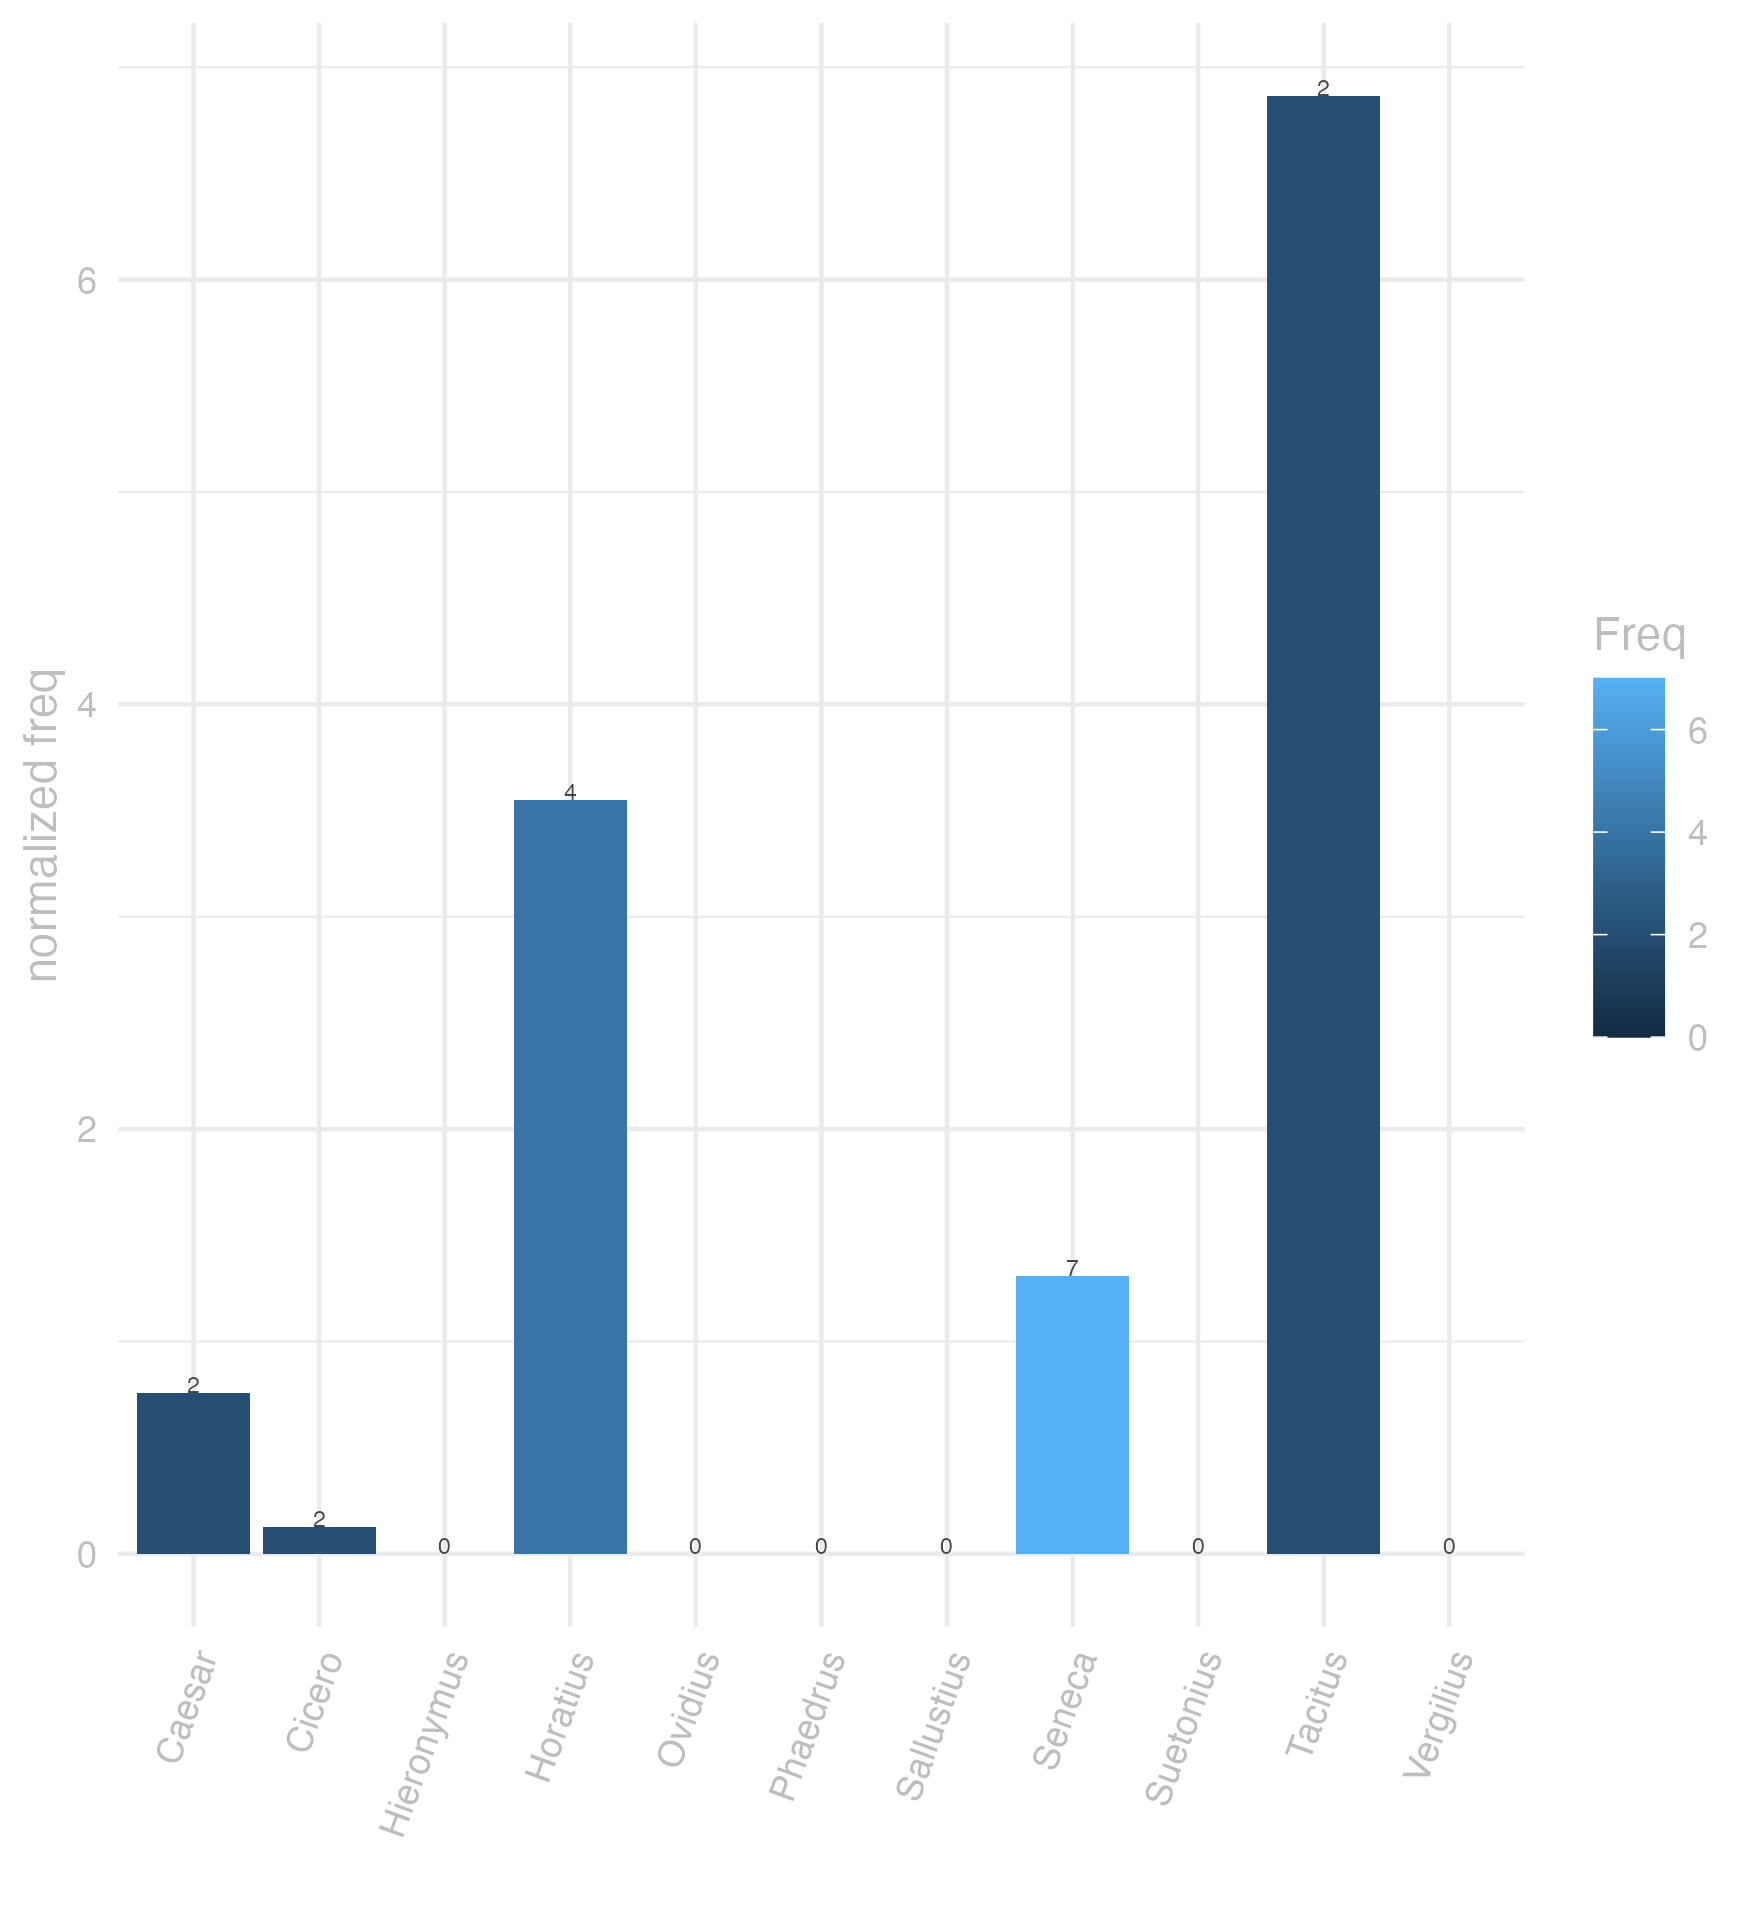 normalized freq
6
4
2
0
2
2
0
4
0
0
0
7
0
2
0
Caesar
Cicero
Hieronymus
Horatius
Ovidius
Phaedrus
Sallustius
Seneca
Suetonius
Tacitus
Vergilius
Freq
6
4
2
0